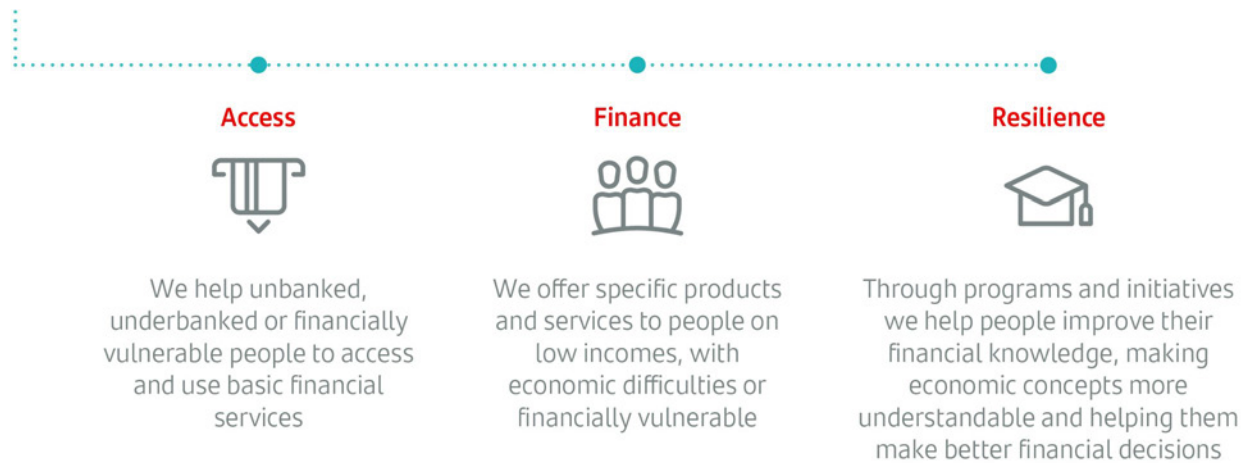 Access
We help unbanked,
underbanked or financially
vulnerable people to access
and use basic financial
services
Finance
We offer specific products
and services to people on
low incomes, with
economic difficulties or
financially vulnerable
Resilience
Through programs and initiatives
we help people improve their
financial knowledge, making
economic concepts more
understandable and helping them
make better financial decisions